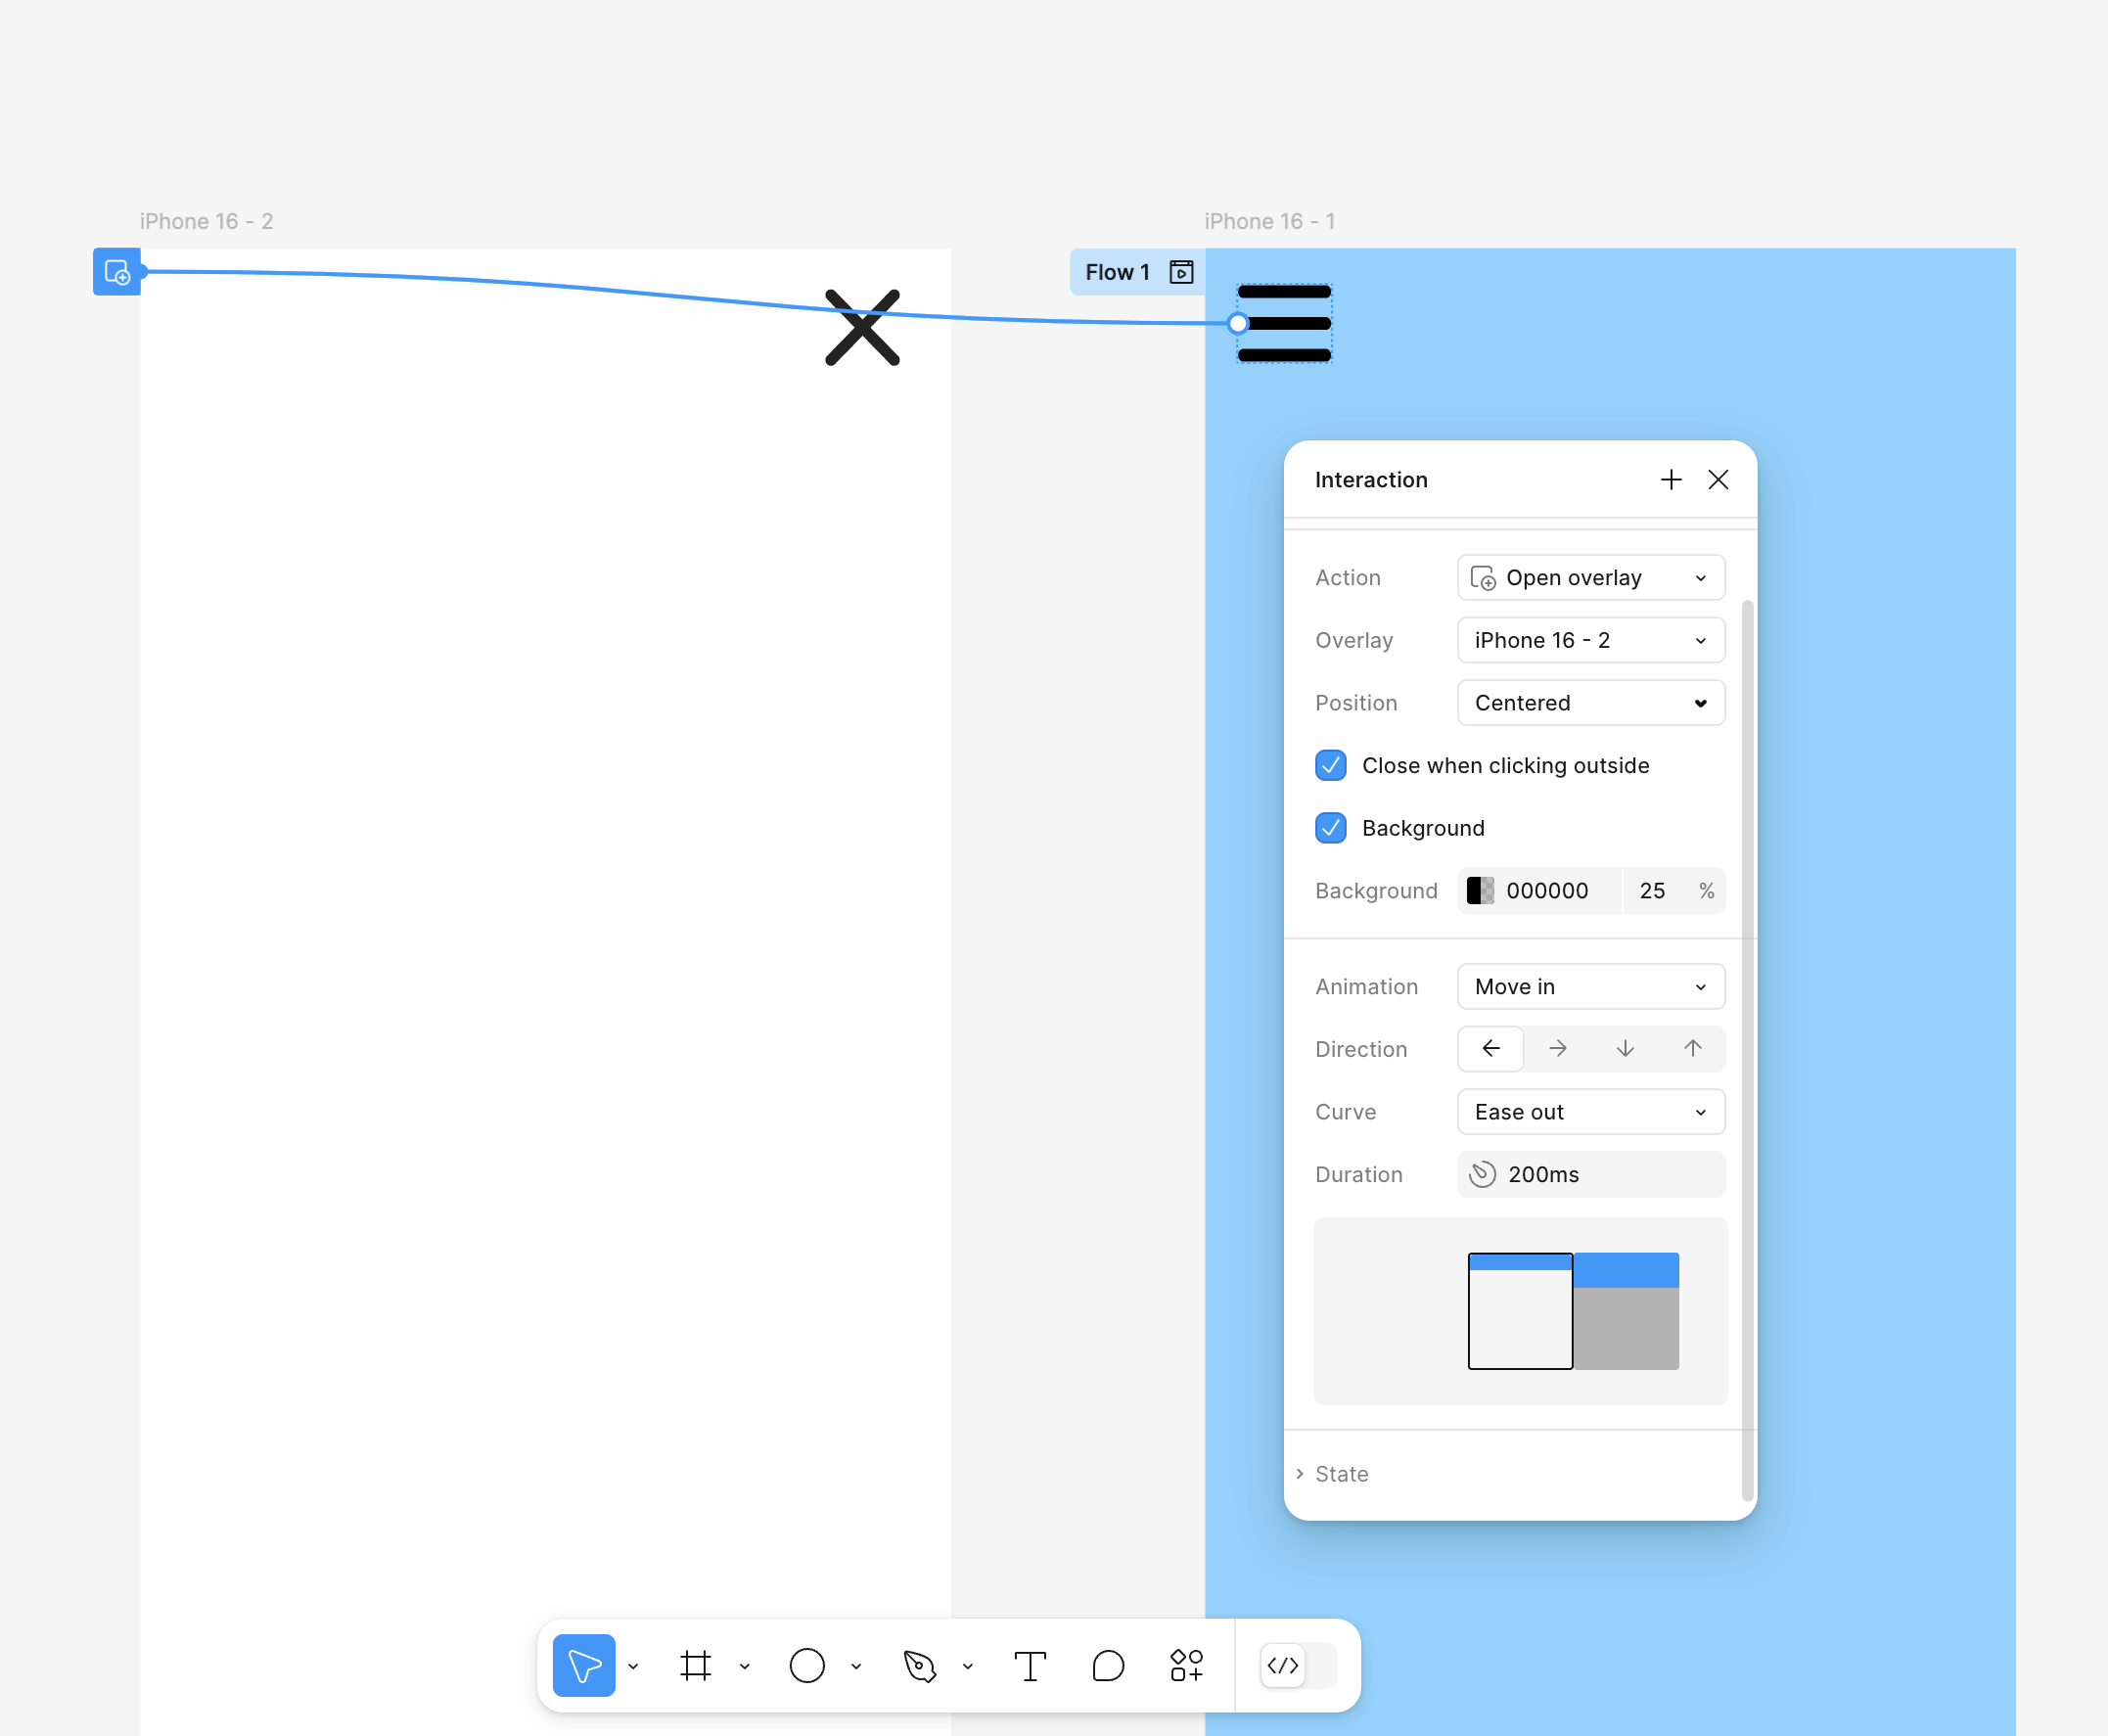 iPhone 16 - 2
iPhone 16 - 1
Flow 1
Interaction
Action Open overlay
Overlay iPhone 16 - 2
Position Centered
Close when clicking outside
Background
Background 000000 25 %
Animation Move in
Direction
Curve Ease out
Duration 200ms
State